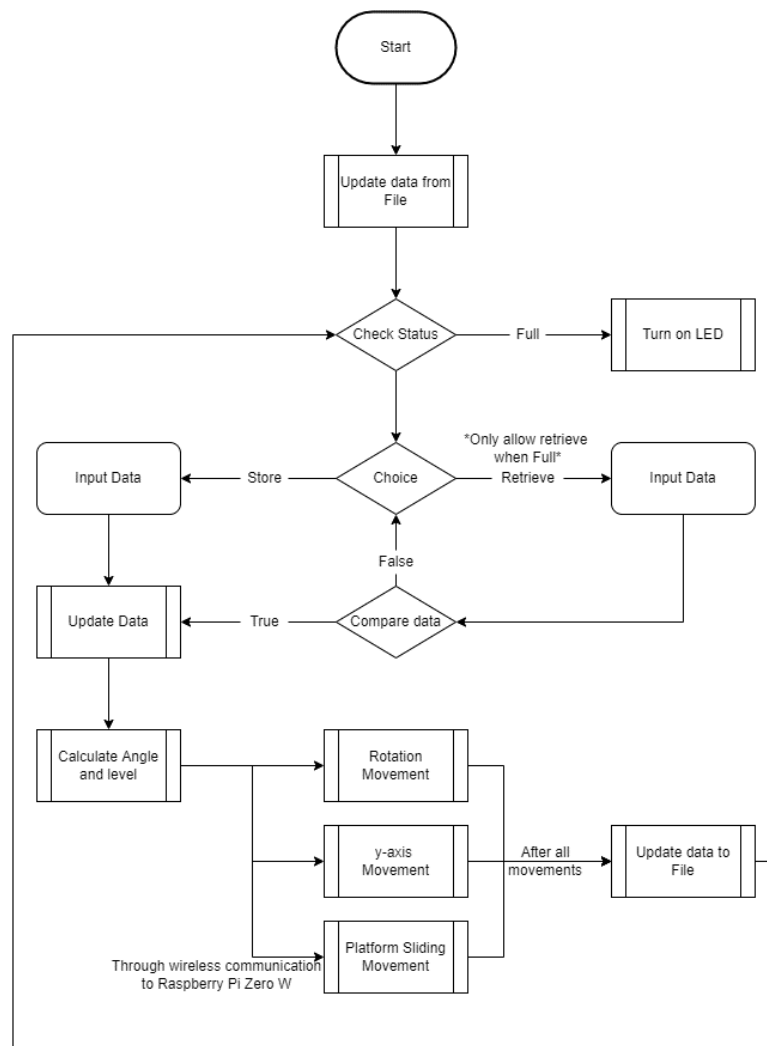 Start
Update data from
File
Check Status
Full
Turn on LED
*Only allow retrieve
when Full*
Input Data
Store
Choice
Retrieve
Input Data
False
Update Data
True
Compare data
Calculate Angle
and level
Rotation
Movement
y-axis
Movement
After all
movements
Update data to
File
Through wireless communication
to Raspberry Pi Zero W
Platform Sliding
Movement